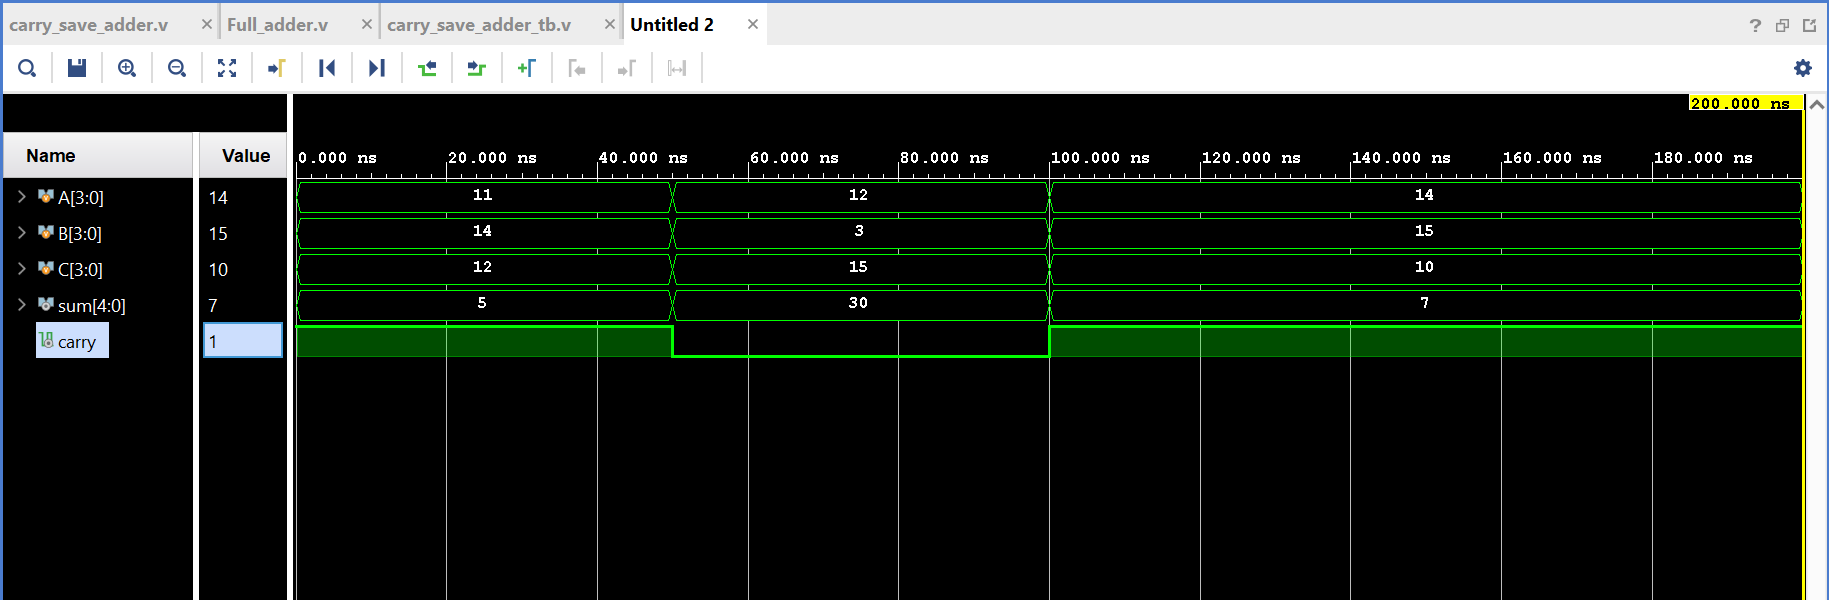 carry_save_adder.v × Full_adder.v × carry_save_adder_tb.v × Untitled 2 × ?
200.000 ns
Name Value 0.000 ns 20.000 ns 40.000 ns 60.000 ns 80.000 ns 100.000 ns 120.000 ns 140.000 ns 160.000 ns 180.000 ns
A[3:0] 14 11 12 14
B[3:0] 15 14 3 15
C[3:0] 10 12 15 10
sum[4:0] 7 5 30 7
carry 1